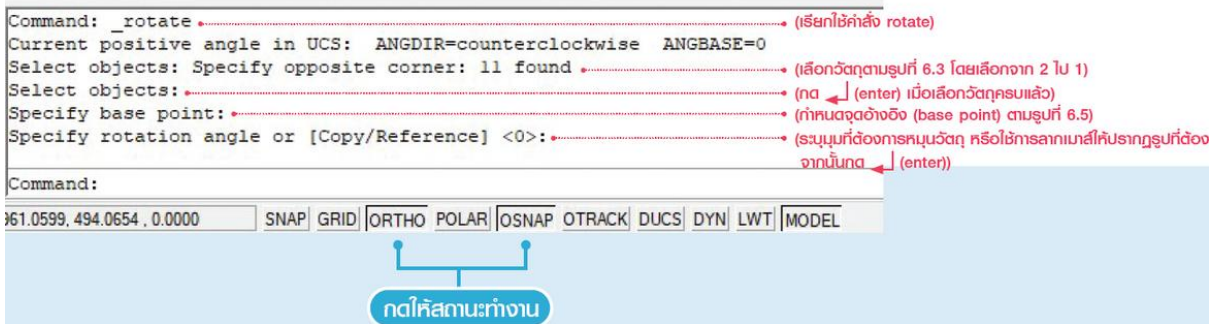 Command: _rotate (เรียกใช้คำสั่ง rotate)
Current positive angle in UCS: ANGDIR=counterclockwise ANGBASE=0
Select objects: Specify opposite corner: 11 found (เลือกวัตถุตามรูปที่ 6.3 โดยเลือกจาก 2 ไป 1)
Select objects: (กด (enter) เมื่อเลือกวัตถุครบแล้ว)
Specify base point: (กำหนดจุดอ้างอิง (base point) ตามรูปที่ 6.5)
Specify rotation angle or [Copy/Reference] <0>: (ระบุมุมที่ต้องการหมุนวัตถุ หรือใช้การลากเมาส์ให้ปรากฏรูปที่ต้อง
จากนั้นกด (enter))
Command:
961.0599, 494.0654 , 0.0000 SNAP GRID ORTHO POLAR OSNAP OTRACK DUCS DYN LWT MODEL
กดให้สถานะทำงาน